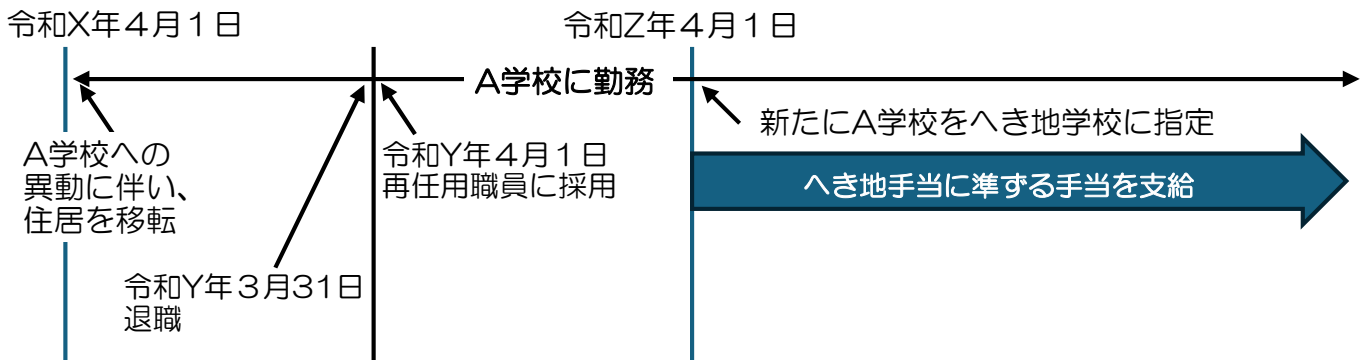 令和X年４月１日
令和Z年４月１日
A学校に勤務
新たにA学校をへき地学校に指定
A学校への
異動に伴い、
住居を移転
令和Y年４月１日
再任用職員に採用
へき地手当に準ずる手当を支給
令和Y年３月31日
退職